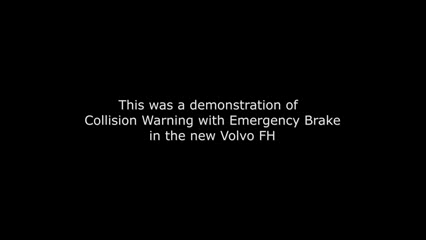 This was a demonstration of
Collision Warning with Emergency Brake
in the new Volvo FH